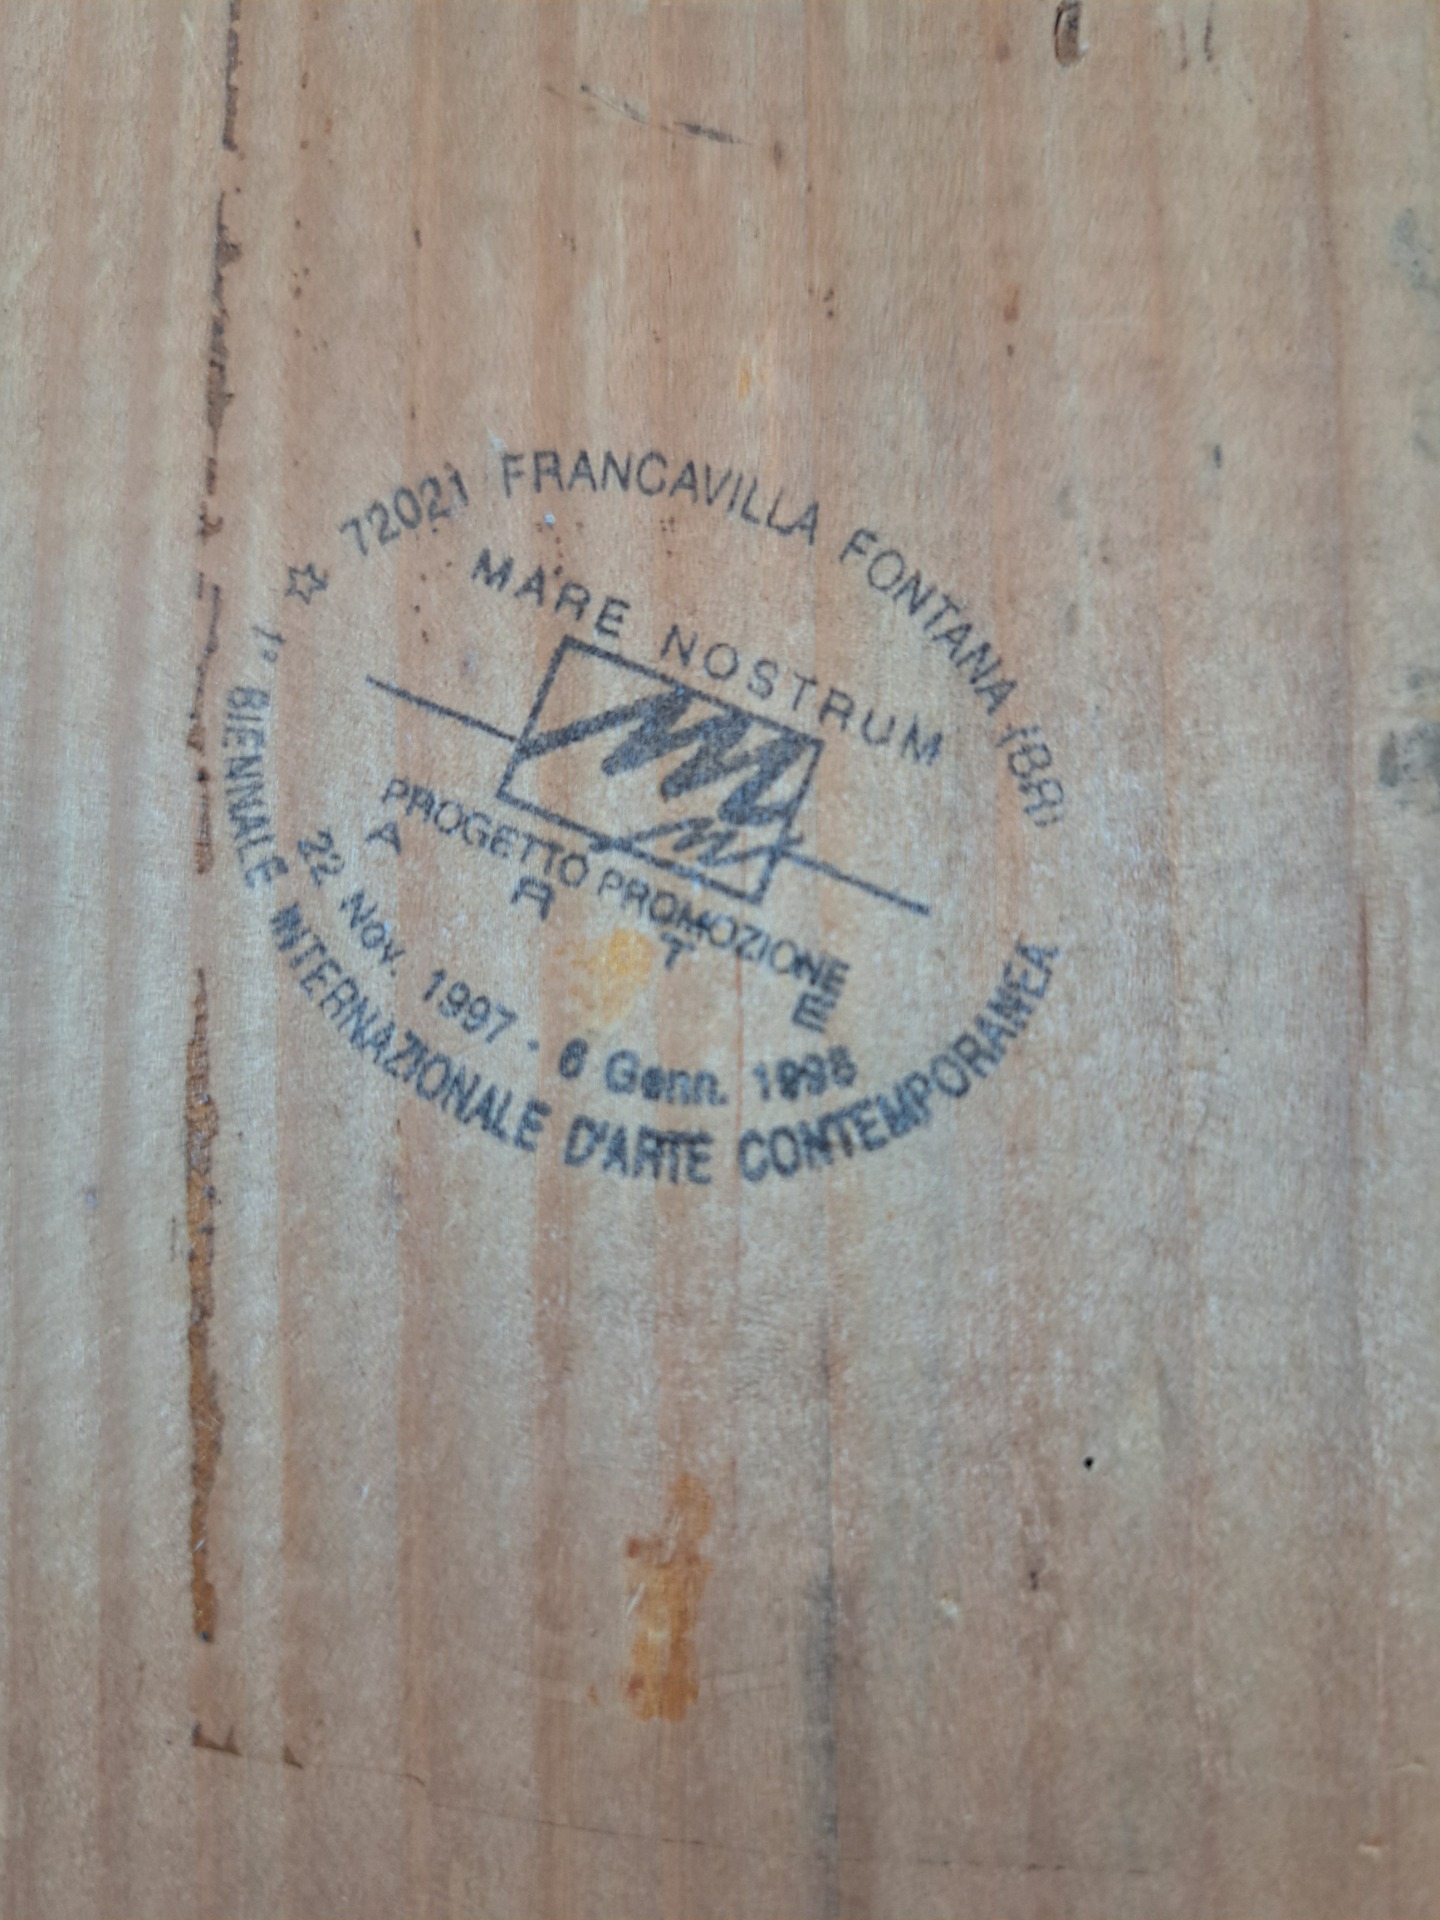 ☆ 72021 FRANCAVILLA FONTANA (BR)
MARE NOSTRUM
PROGETTO PROMOZIONE
A R T E
22 Nov. 1997 - 6 Genn. 1998
1° BIENNALE INTERNAZIONALE D'ARTE CONTEMPORANEA